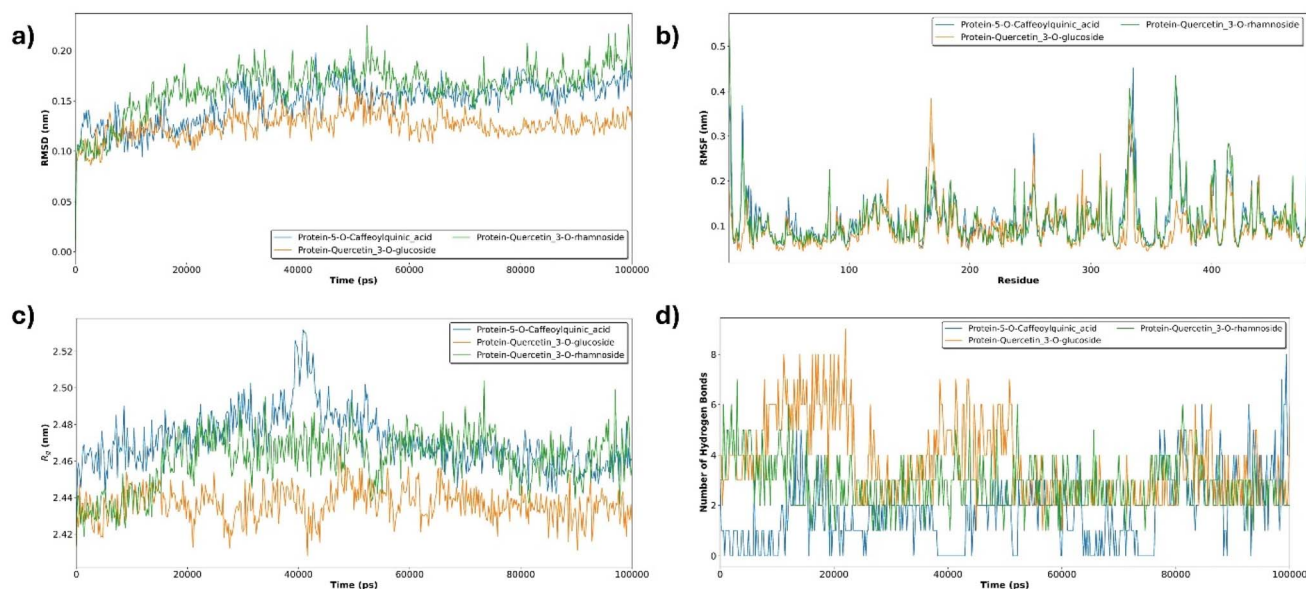 a)
RMSD (nm)
0.20
0.15
0.10
0.05
0.00
Protein-5-O-Caffeoylquinic_acid
Protein-Quercetin_3-O-rhamnoside
Protein-Quercetin_3-O-glucoside
20000 40000 60000 80000 100000
Time (ps)
b)
RMSF (nm)
0.5
0.4
0.3
0.2
0.1
Protein-5-O-Caffeoylquinic_acid
Protein-Quercetin_3-O-rhamnoside
Protein-Quercetin_3-O-glucoside
100 200 300 400
Residue
c)
Rg (nm)
2.52
2.50
2.48
2.46
2.44
2.42
Protein-5-O-Caffeoylquinic_acid
Protein-Quercetin_3-O-glucoside
Protein-Quercetin_3-O-rhamnoside
0 20000 40000 60000 80000 100000
Time (ps)
d)
Number of Hydrogen Bonds
8
6
4
2
0
Protein-5-O-Caffeoylquinic_acid
Protein-Quercetin_3-O-rhamnoside
Protein-Quercetin_3-O-glucoside
0 20000 40000 60000 80000 100000
Time (ps)